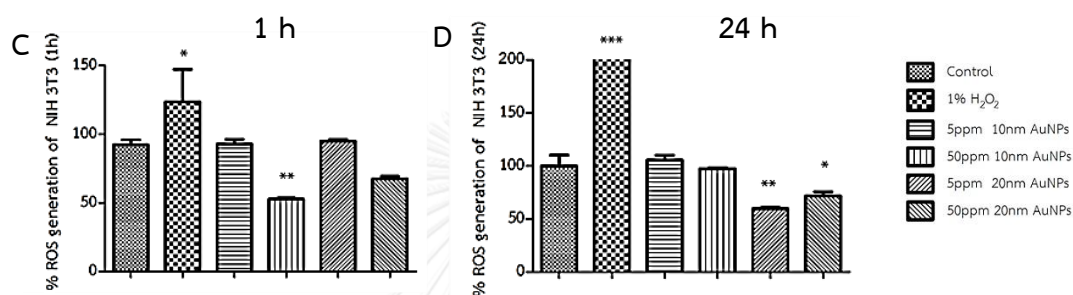 C
1 h
% ROS generation of NIH 3T3 (1h)
150
100
50
0
*
**
D
24 h
% ROS generation of NIH 3T3 (24h)
200
150
100
50
0
***
**
*
Control
1% H₂O₂
5ppm 10nm AuNPs
50ppm 10nm AuNPs
5ppm 20nm AuNPs
50ppm 20nm AuNPs